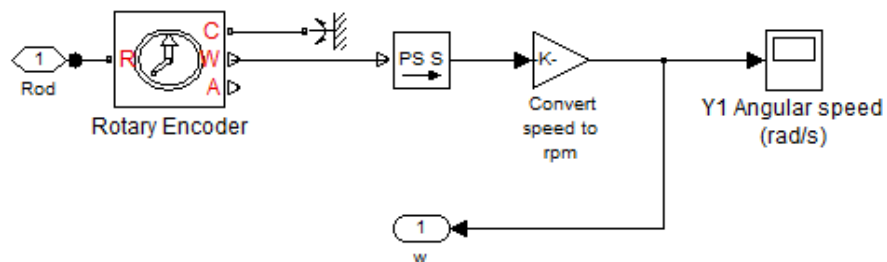 1
Rod
R
C
W
A
Rotary Encoder
PS S
K-
Convert
speed to
rpm
Y1 Angular speed
(rad/s)
1
w